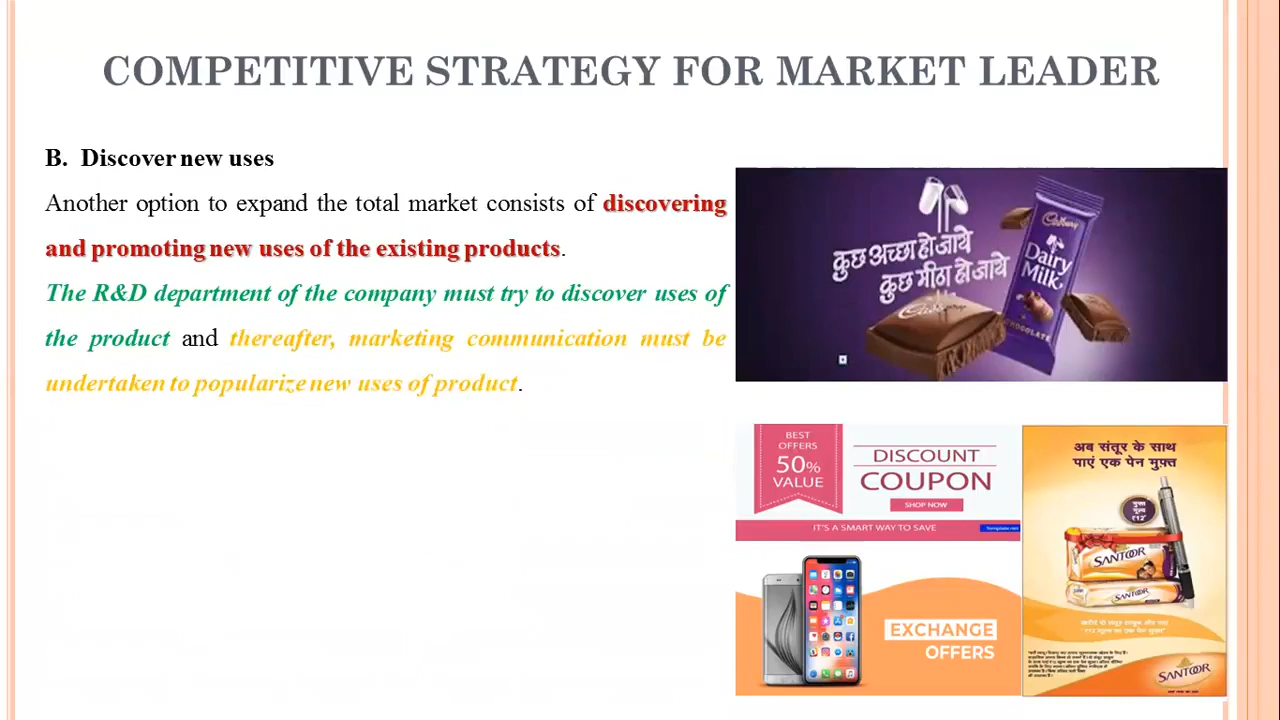 COMPETITIVE STRATEGY FOR MARKET LEADER
B. Discover new uses
Another option to expand the total market consists of discovering
and promoting new uses of the existing products.
The R&D department of the company must try to discover uses of
the product and thereafter, marketing communication must be
undertaken to popularize new uses of product.
कुछ अच्छा हो जाये
कुछ मीठा हो जाये
Cadbury
Dairy
Milk
CHOCOLATE
Cadbury
BEST
OFFERS
50%
VALUE
DISCOUNT
COUPON
SHOP NOW
IT'S A SMART WAY TO SAVE
EXCHANGE
OFFERS
अब संतूर के साथ
पाएं एक पेन मुफ़्त
मुफ़्त
मूल्य
₹12
SANTOOR
SANTOOR
SANTOOR